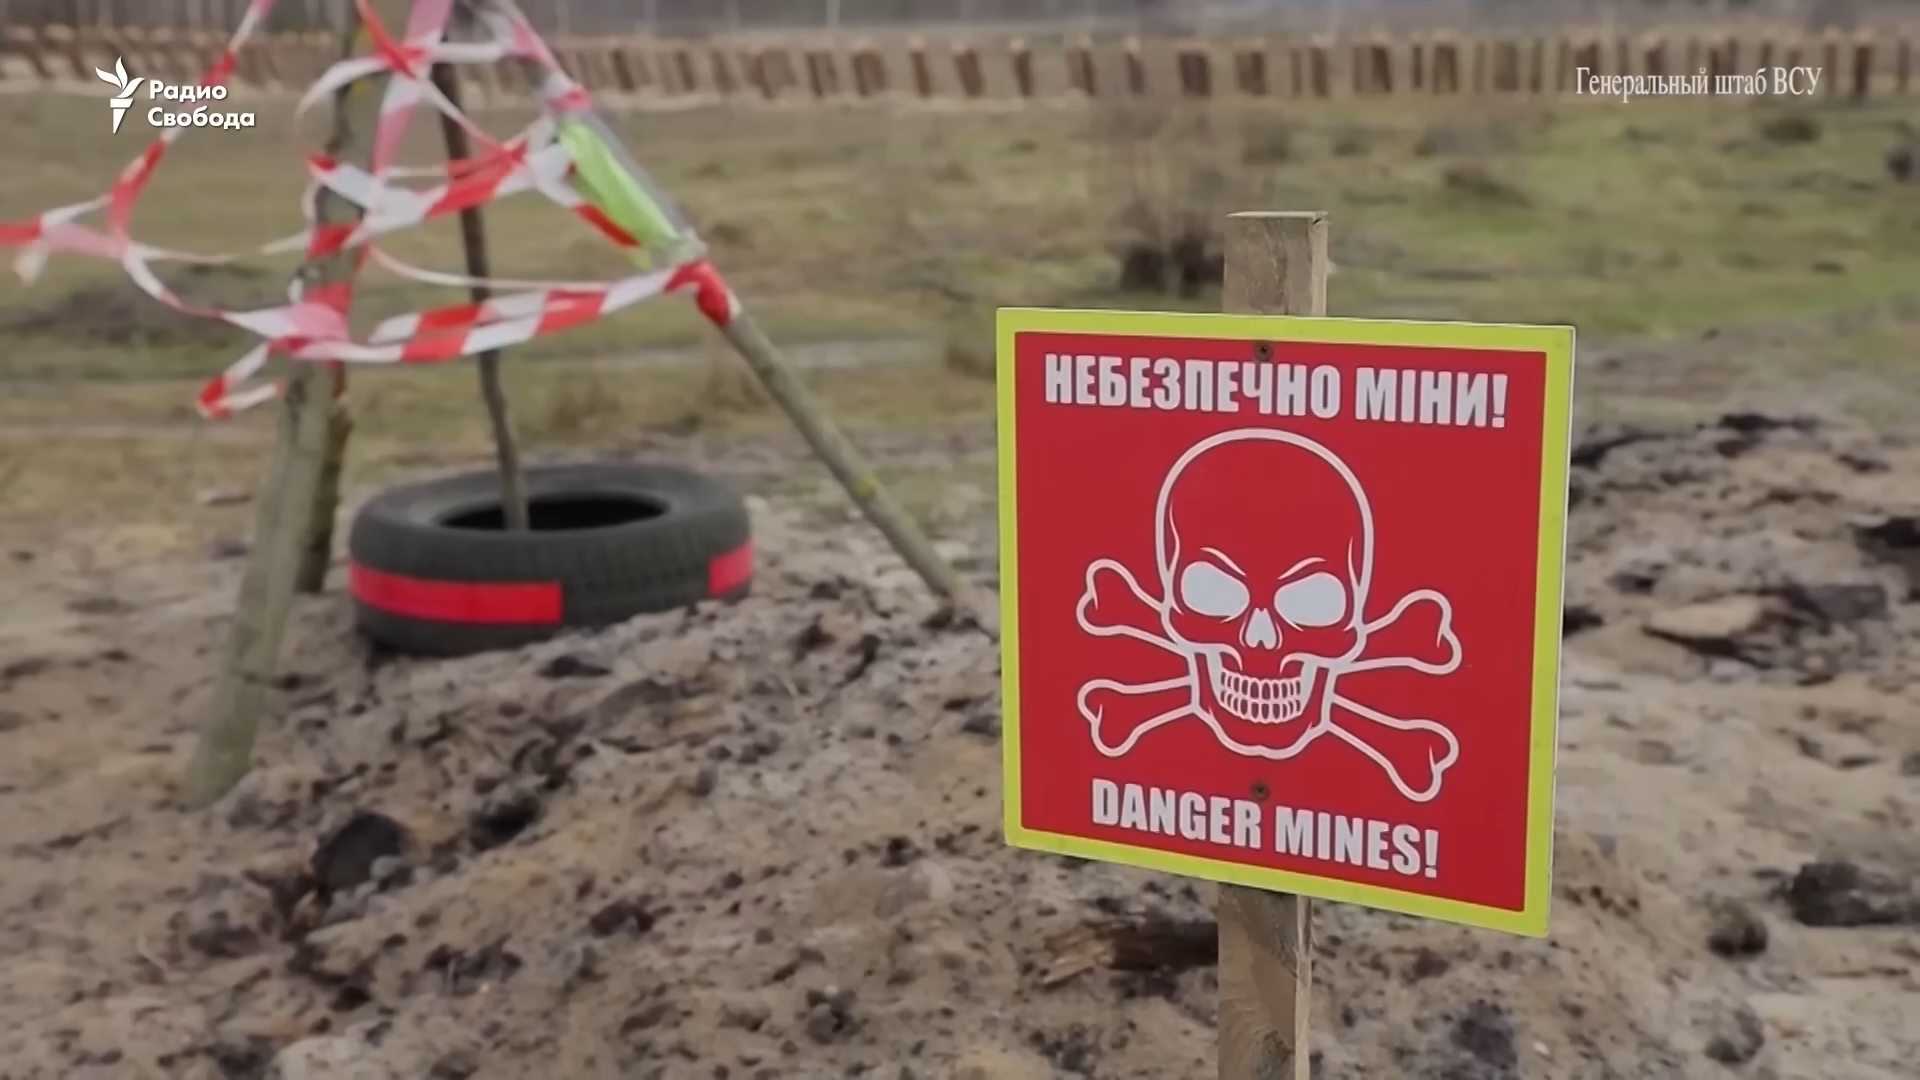 Радио
Свобода
Генеральный штаб ВСУ
НЕБЕЗПЕЧНО МІНИ!
DANGER MINES!